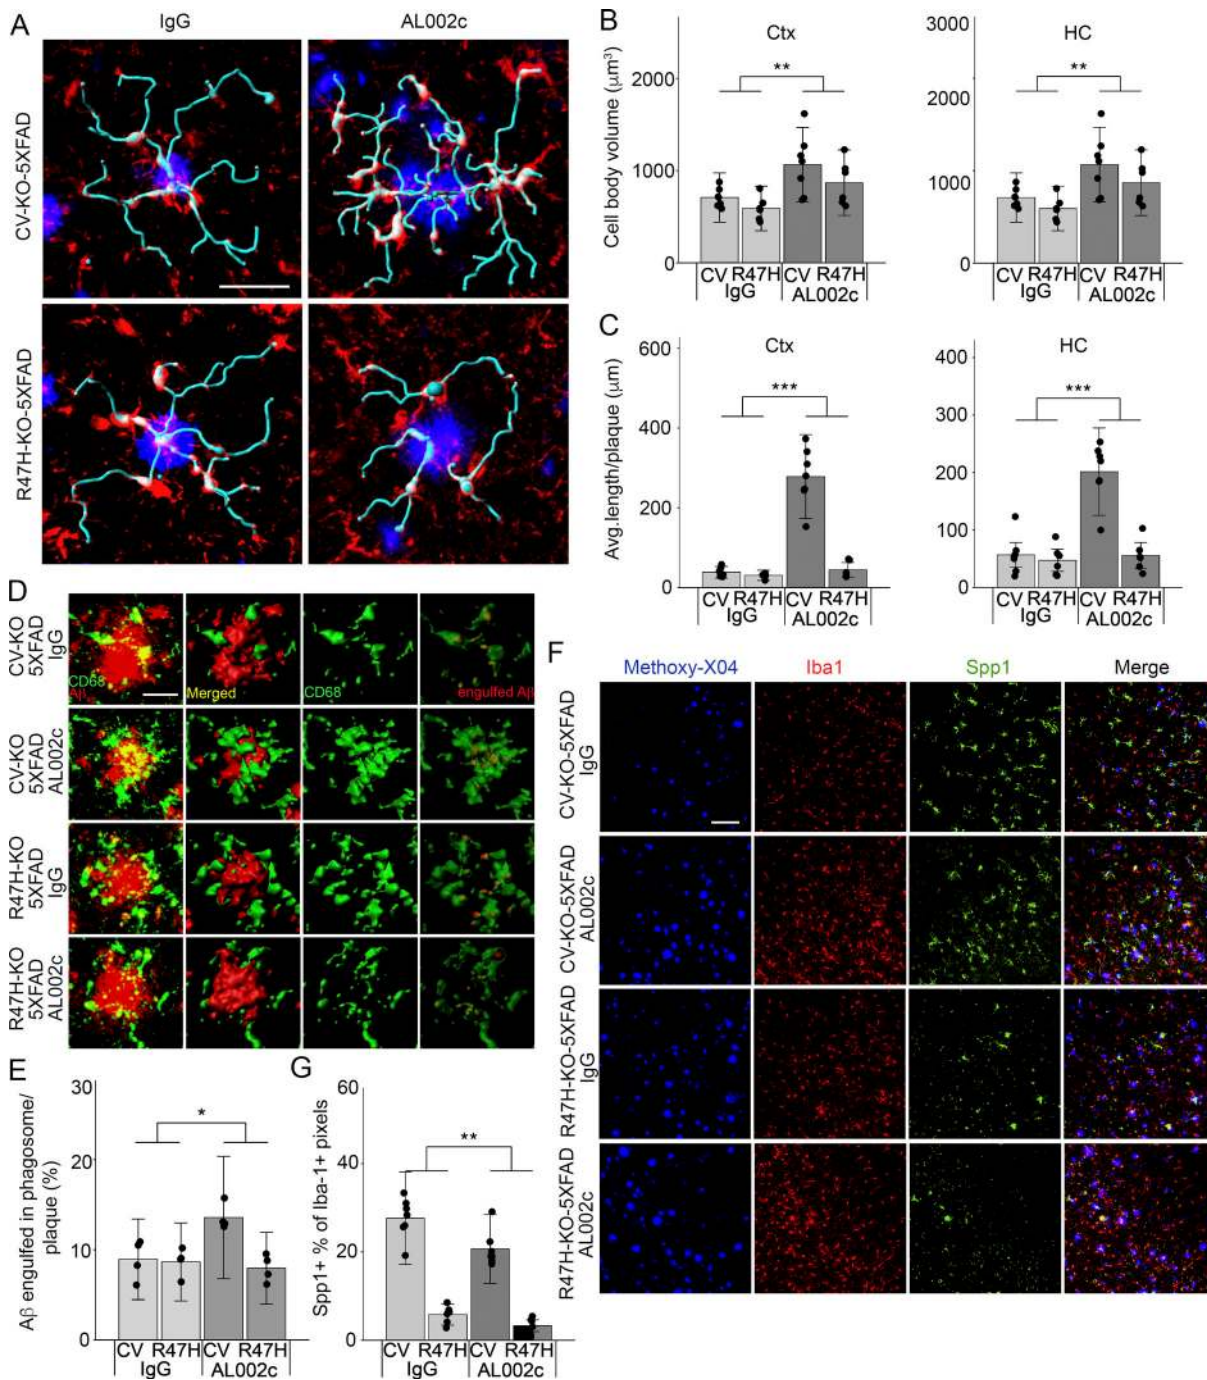 A
IgG
AL002c
CV-KO-5XFAD
R47H-KO-5XFAD
B
Ctx
HC
Cell body volume (μm³)
2000
1000
0
3000
2000
1000
0
**
**
CV R47H CV R47H
IgG
AL002c
CV R47H CV R47H
IgG
AL002c
C
Ctx
HC
Avg.length/plaque (μm)
600
400
200
0
400
300
200
100
0
***
***
CV R47H CV R47H
IgG
AL002c
CV R47H CV R47H
IgG
AL002c
D
CV-KO
5XFAD
IgG
CD68
Merged
CD68
engulfed Aβ
CV-KO
5XFAD
AL002c
R47H-KO
5XFAD
IgG
R47H-KO
5XFAD
AL002c
E
Aβ engulfed in phagosome/
plaque (%)
30
20
10
0
*
CV R47H CV R47H
IgG
AL002c
G
Spp1+ % of Iba-1+ pixels
60
40
20
0
**
CV R47H CV R47H
IgG
AL002c
F
Methoxy-X04
Iba1
Spp1
Merge
CV-KO-5XFAD
IgG
CV-KO-5XFAD
AL002c
R47H-KO-5XFAD
IgG
R47H-KO-5XFAD
AL002c